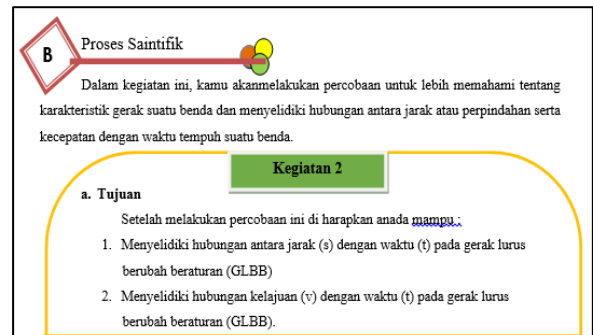 B
Proses Saintifik
Dalam kegiatan ini, kamu akanmelakukan percobaan untuk lebih memahami tentang
karakteristik gerak suatu benda dan menyelidiki hubungan antara jarak atau perpindahan serta
kecepatan dengan waktu tempuh suatu benda.
Kegiatan 2
a. Tujuan
Setelah melakukan percobaan ini di harapkan anada mampu :
1. Menyelidiki hubungan antara jarak (s) dengan waktu (t) pada gerak lurus
berubah beraturan (GLBB)
2. Menyelidiki hubungan kelajuan (v) dengan waktu (t) pada gerak lurus
berubah beraturan (GLBB).